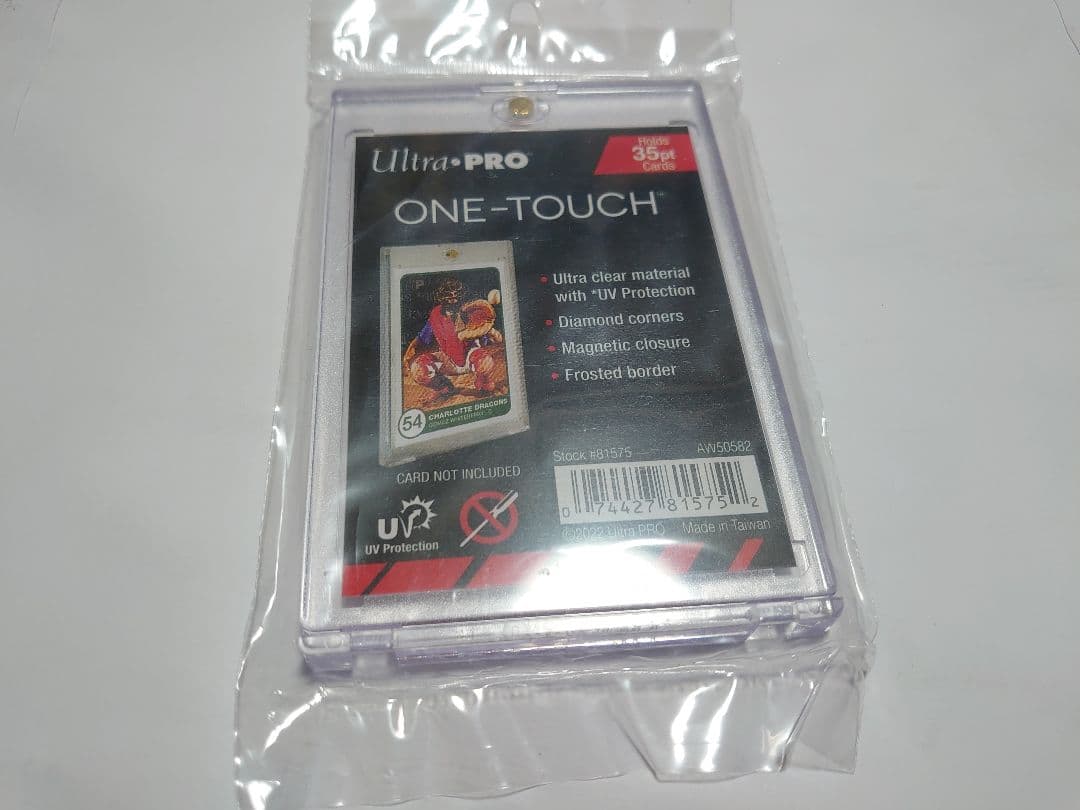 Ultra•PRO
Holds
35pt
Cards
ONE-TOUCH™
• Ultra clear material
with *UV Protection
• Diamond corners
• Magnetic closure
• Frosted border
54
CHARLOTTE DRAGONS
CARD NOT INCLUDED
UV
UV Protection
Stock #81575
AW50582
0 74427 81575 2
©2022 Ultra PRO Made in Taiwan